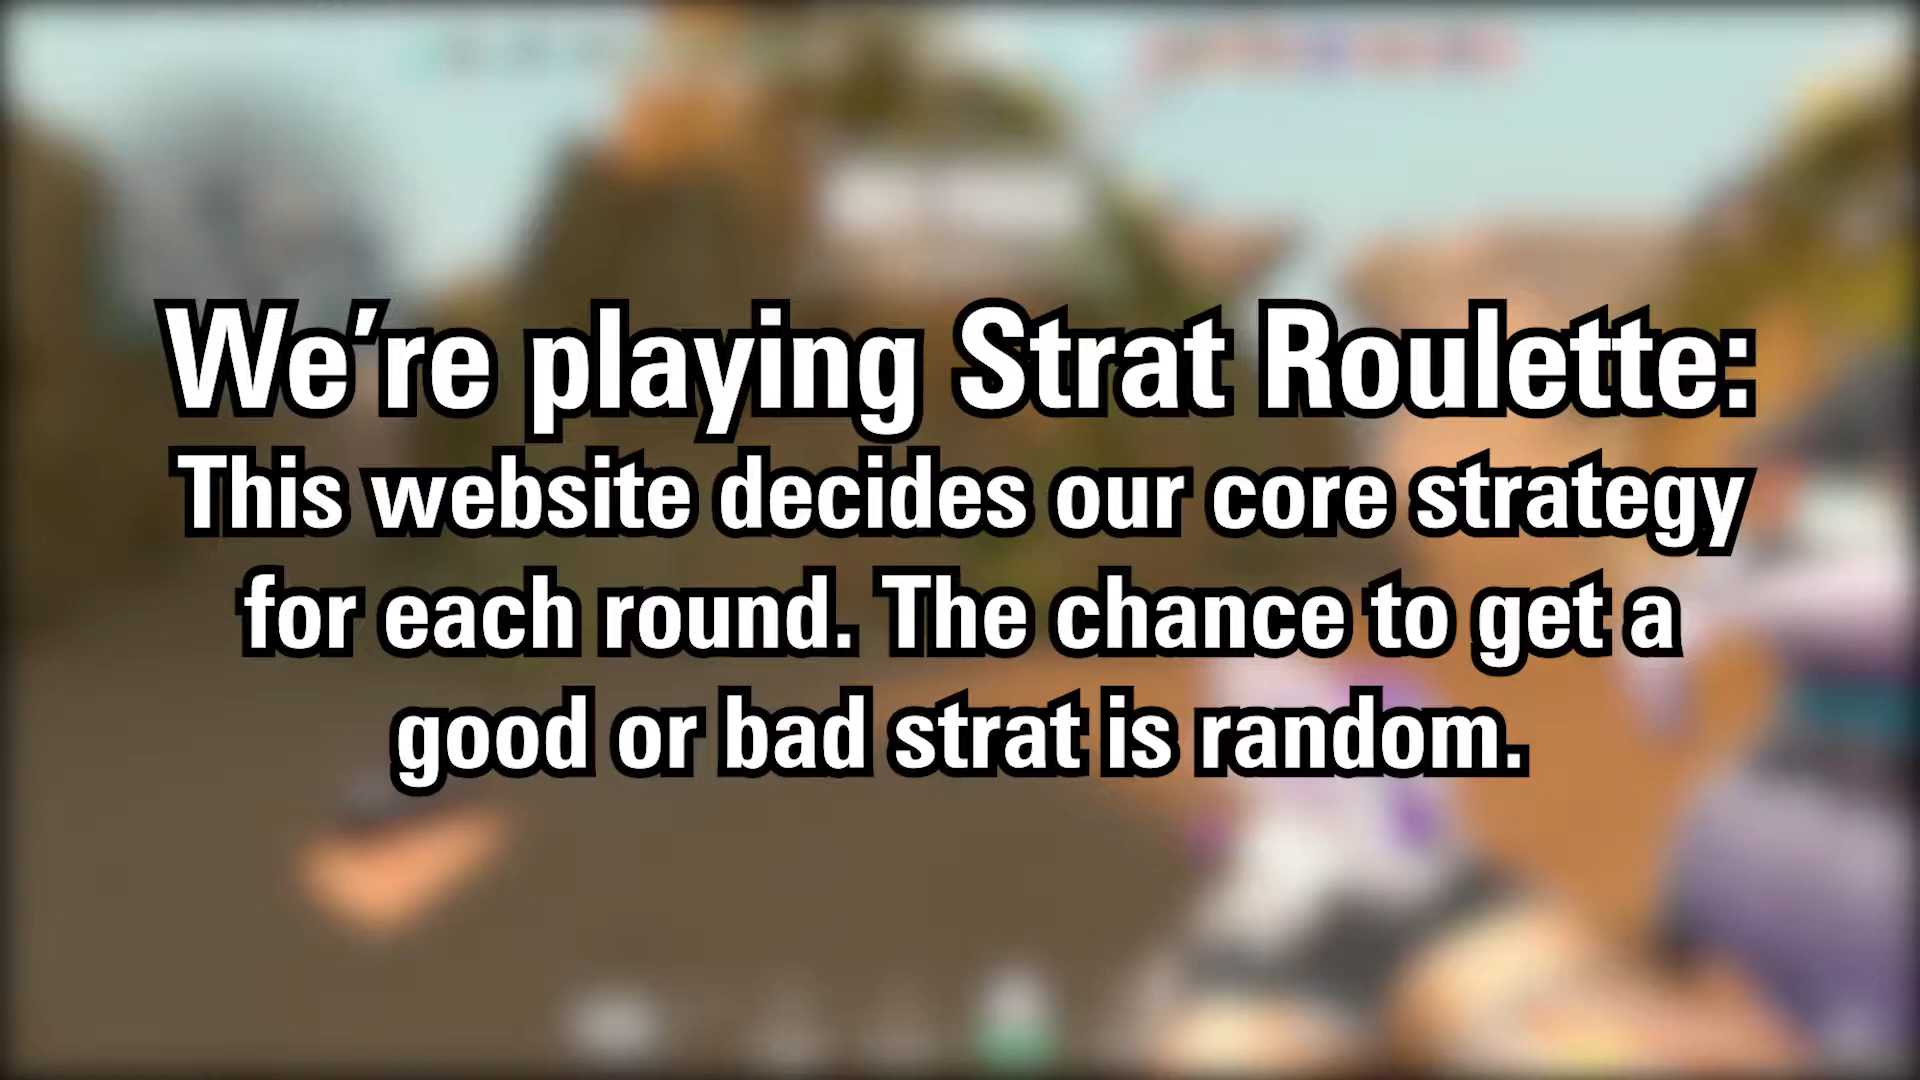 We're playing Strat Roulette:
This website decides our core strategy
for each round. The chance to get a
good or bad strat is random.